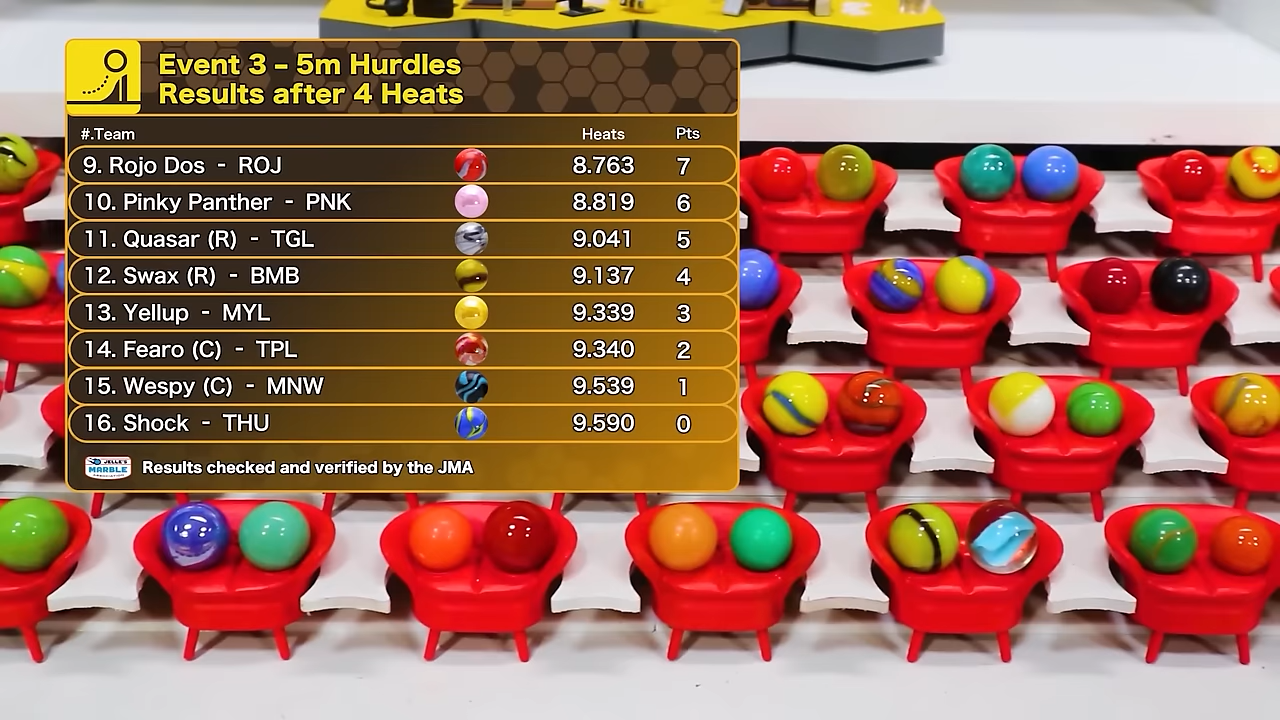 Event 3 – 5m Hurdles
Results after 4 Heats
#.Team Heats Pts
9. Rojo Dos - ROJ 8.763 7
10. Pinky Panther - PNK 8.819 6
11. Quasar (R) - TGL 9.041 5
12. Swax (R) - BMB 9.137 4
13. Yellup - MYL 9.339 3
14. Fearo (C) - TPL 9.340 2
15. Wespy (C) - MNW 9.539 1
16. Shock - THU 9.590 0
JELLE'S
MARBLE
Results checked and verified by the JMA